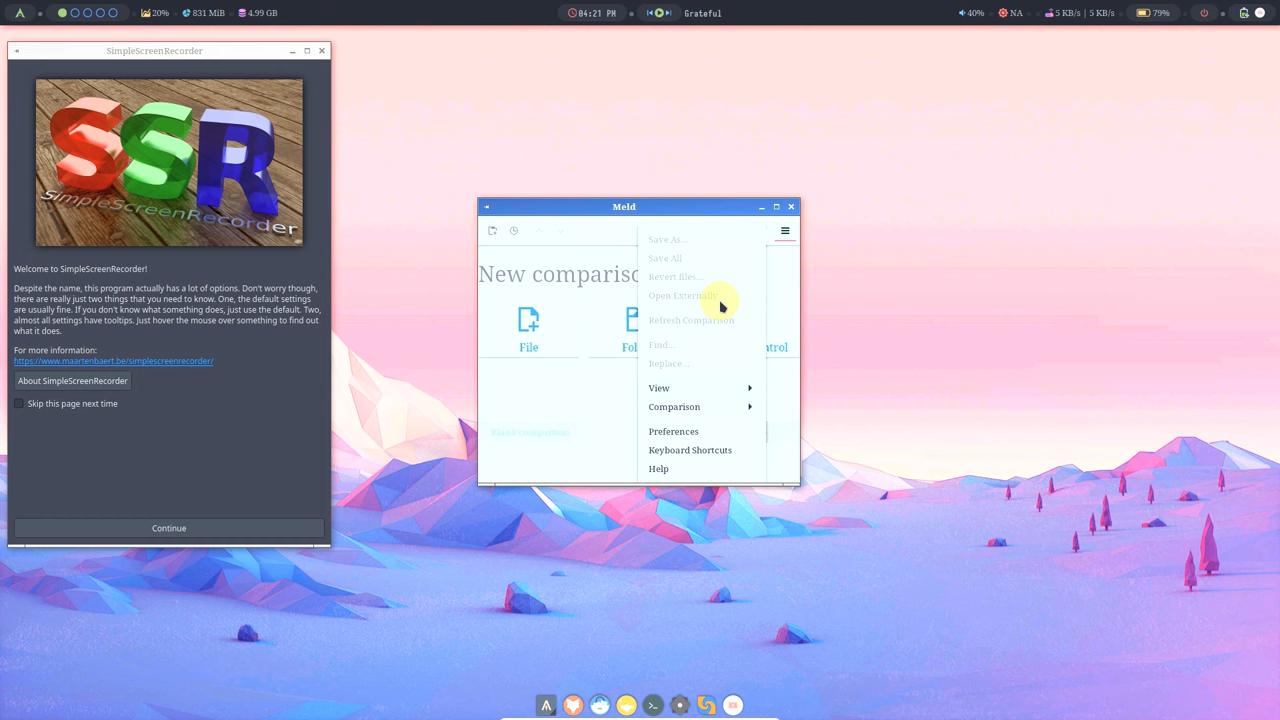 20%
831 MiB
4.99 GB
04:21 PM
Grateful
40%
NA
5 KB/s | 5 KB/s
79%
SimpleScreenRecorder
SSR
SimpleScreenRecorder
Welcome to SimpleScreenRecorder!
Despite the name, this program actually has a lot of options. Don't worry though,
there are really just two things that you need to know. One, the default settings
are usually fine. If you don't know what something does, just use the default. Two,
almost all settings have tooltips. Just hover the mouse over something to find out
what it does.
For more information:
https://www.maartenbaert.be/simplescreenrecorder/
About SimpleScreenRecorder
Skip this page next time
Continue
Meld
New comparisc
File
Fol
ntrol
Blank comparison
Save As...
Save All
Revert files...
Open Externally
Refresh Comparison
Find...
Replace...
View
Comparison
Preferences
Keyboard Shortcuts
Help